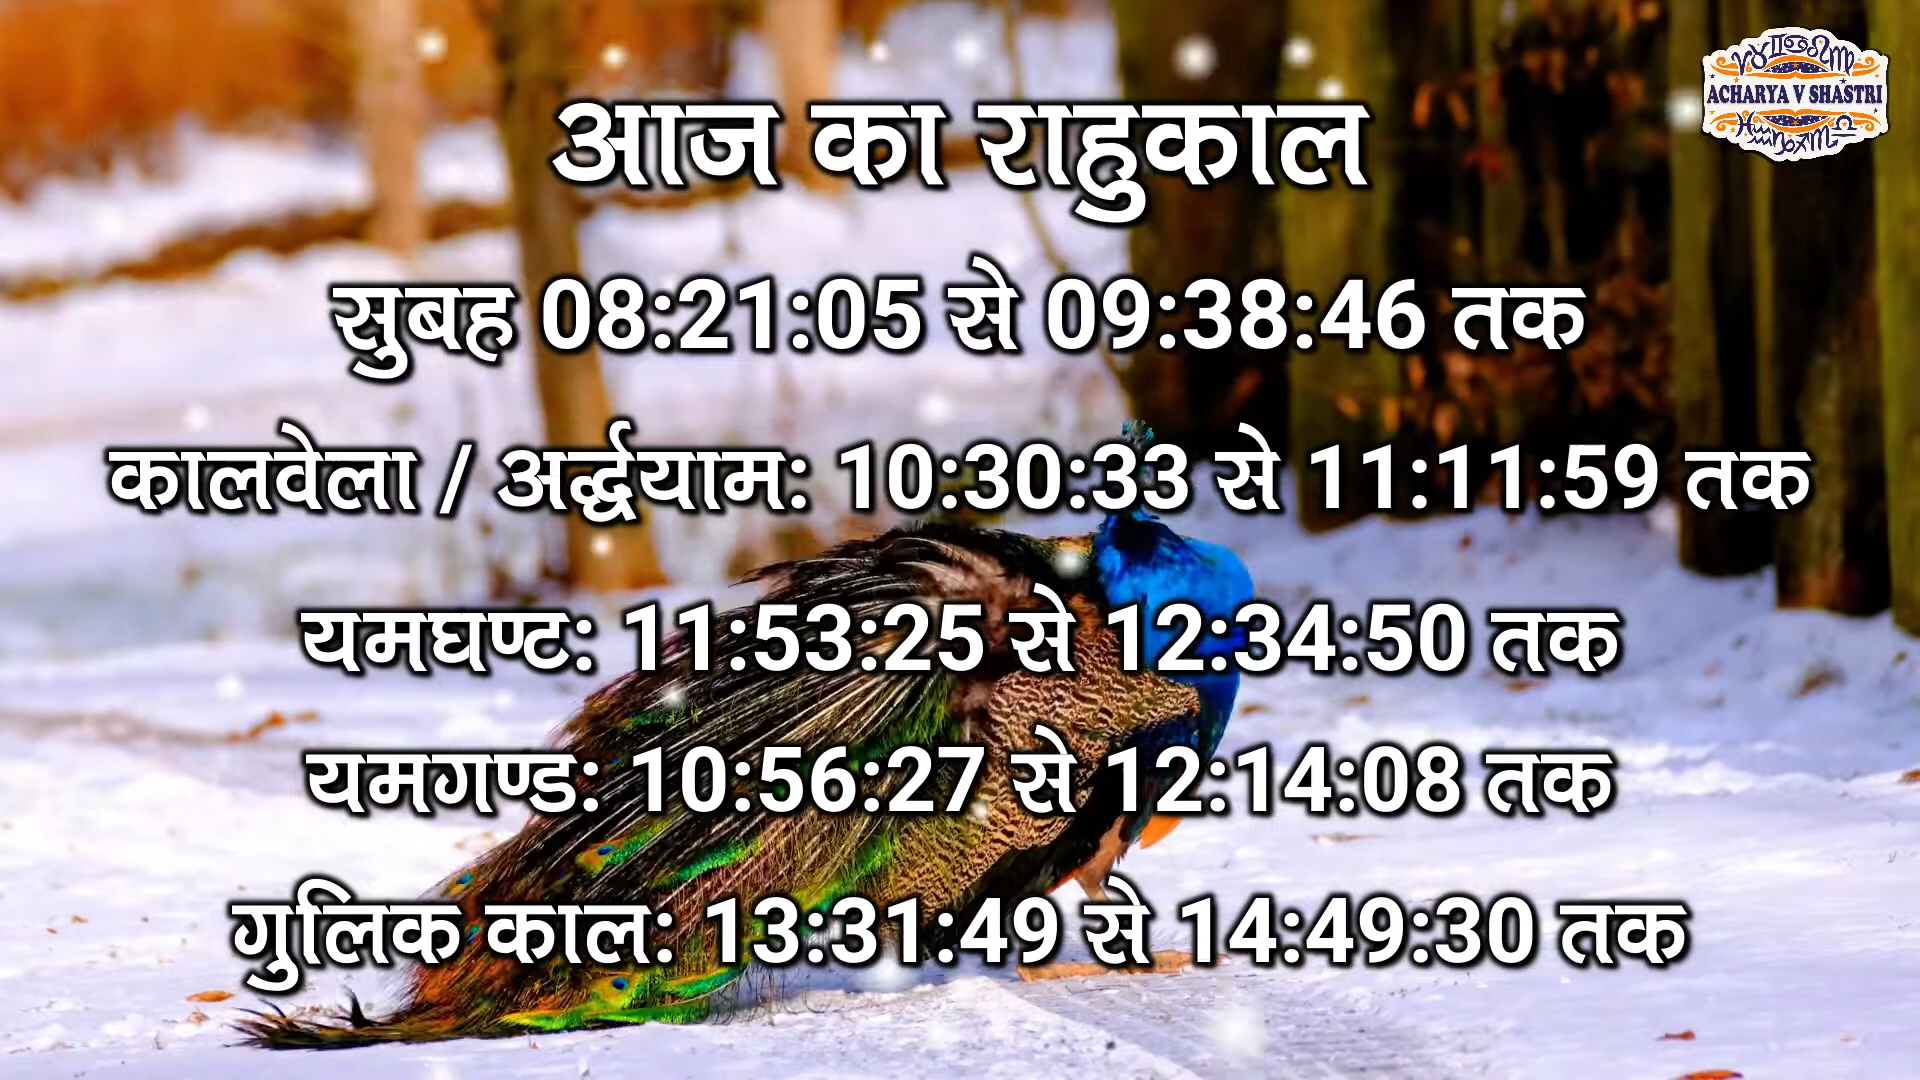 ACHARYA V SHASTRI
आज का राहुकाल
सुबह 08:21:05 से 09:38:46 तक
कालवेला / अर्द्धयाम: 10:30:33 से 11:11:59 तक
यमघण्ट: 11:53:25 से 12:34:50 तक
यमगण्ड: 10:56:27 से 12:14:08 तक
गुलिक काल: 13:31:49 से 14:49:30 तक